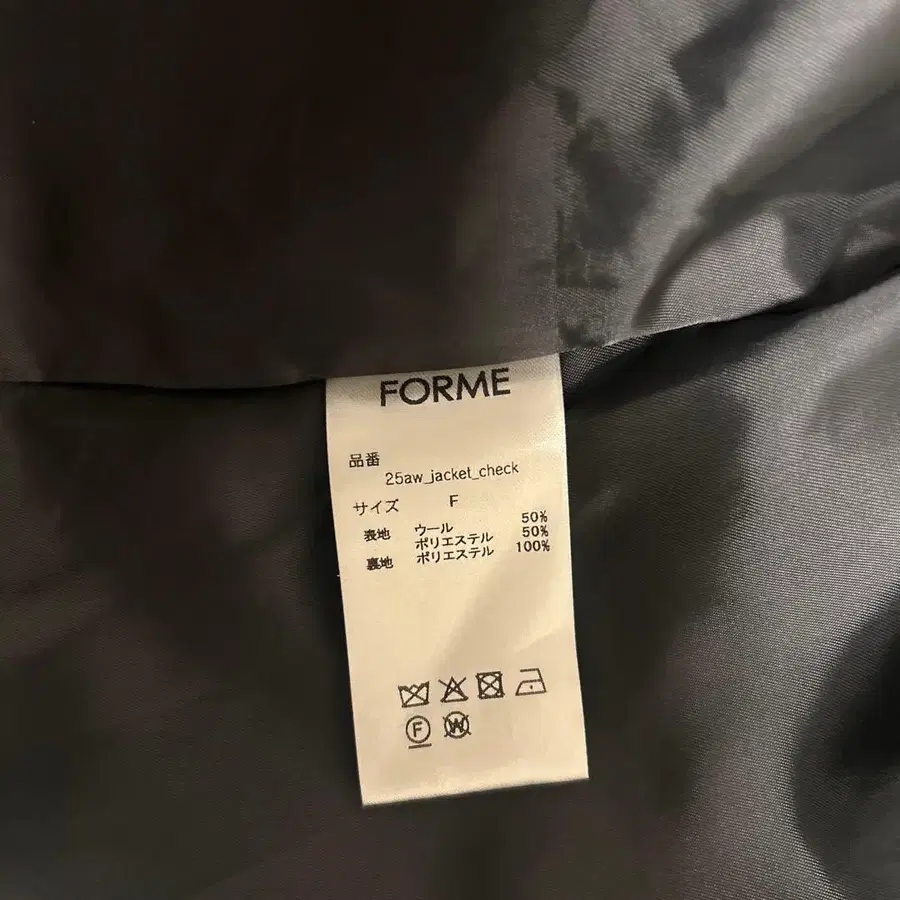 FORME
品番
25aw_jacket_check
サイズ F
表地 ウール 50%
ポリエステル 50%
裏地 ポリエステル 100%
F W